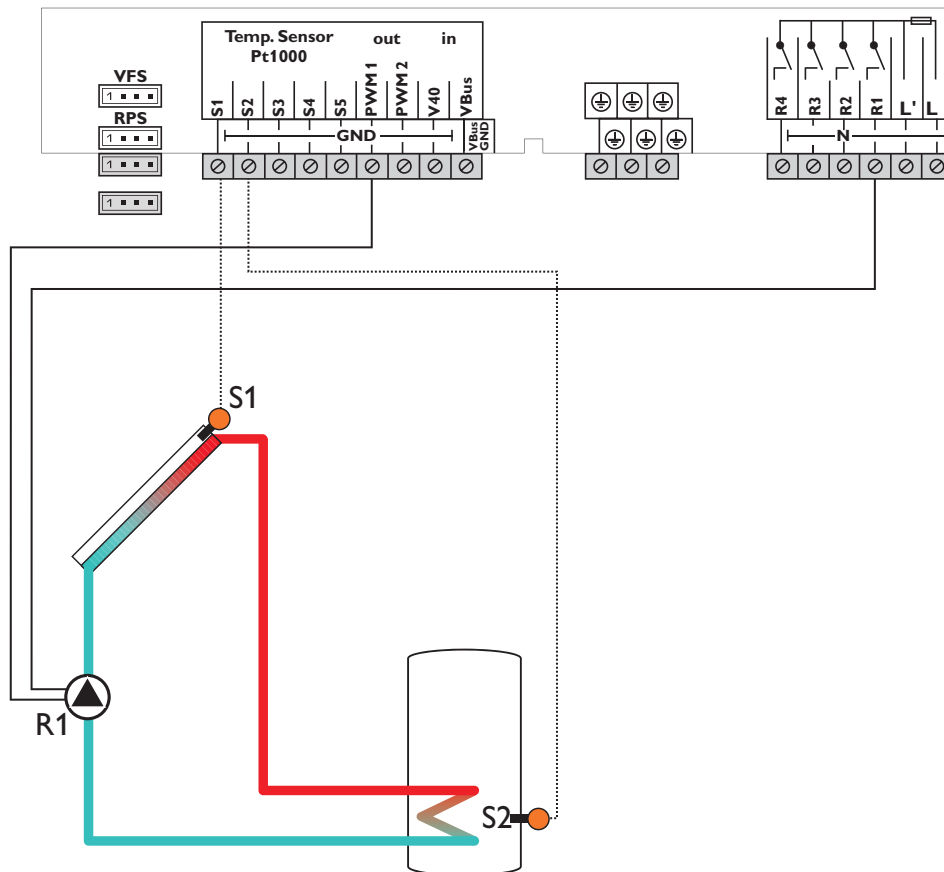 Temp. Sensor
Pt1000
out
in
VFS
1
RPS
1
1
1
S1
S2
S3
S4
S5
PWM 1
PWM 2
V40
VBus
GND
VBus
GND
R4
R3
R2
R1
L'
L
N
S1
R1
S2